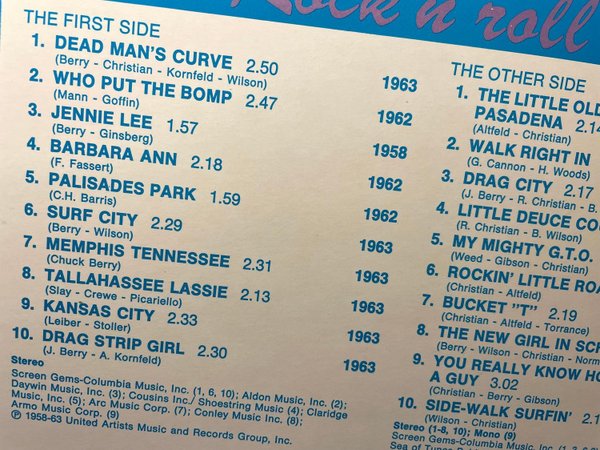 Rock'n roll
THE FIRST SIDE
1. DEAD MAN'S CURVE 2.50 1963
(Berry - Christian - Kornfeld - Wilson)
2. WHO PUT THE BOMP 2.47 1962
(Mann - Goffin)
3. JENNIE LEE 1.57 1958
(Berry - Ginsberg)
4. BARBARA ANN 2.18 1962
(F. Fassert)
5. PALISADES PARK 1.59 1962
(C.H. Barris)
6. SURF CITY 2.29 1963
(Berry - Wilson)
7. MEMPHIS TENNESSEE 2.31 1963
(Chuck Berry)
8. TALLAHASSEE LASSIE 2.13 1963
(Slay - Crewe - Picariello)
9. KANSAS CITY 2.33 1963
(Leiber - Stoller)
10. DRAG STRIP GIRL 2.30 1963
(J. Berry - A. Kornfeld)
Stereo
Screen Gems-Columbia Music, Inc. (1, 6, 10); Aldon Music, Inc. (2);
Daywin Music, Inc. (3); Cousins Inc./ Shoestring Music (4); Claridge
Music, Inc. (5); Arc Music Corp. (7); Conley Music Inc. (8);
Armo Music Corp. (9)
℗ 1958-63 United Artists Music and Records Group, Inc.
THE OTHER SIDE
1. THE LITTLE OLD
PASADENA 2.14
(Altfeld - Christian)
2. WALK RIGHT IN
(G. Cannon - H. Woods)
3. DRAG CITY 2.17
(J. Berry - R. Christian - B.
4. LITTLE DEUCE COU
(R. Christian - B. Wilson)
5. MY MIGHTY G.T.O.
(Weed - Gibson - Christian)
6. ROCKIN' LITTLE ROA
(Christian - Altfeld)
7. BUCKET "T" 2.19
(Christian - Altfeld - Torrance)
8. THE NEW GIRL IN SCH
(Berry - Wilson - Christian - Norm
9. YOU REALLY KNOW HO
A GUY 3.02
(Christian - Berry - Gibson)
10. SIDE-WALK SURFIN' 2.1
(Wilson - Christian)
Stereo (1-8, 10); Mono (9)
Screen Gems-Columbia Music, Inc.